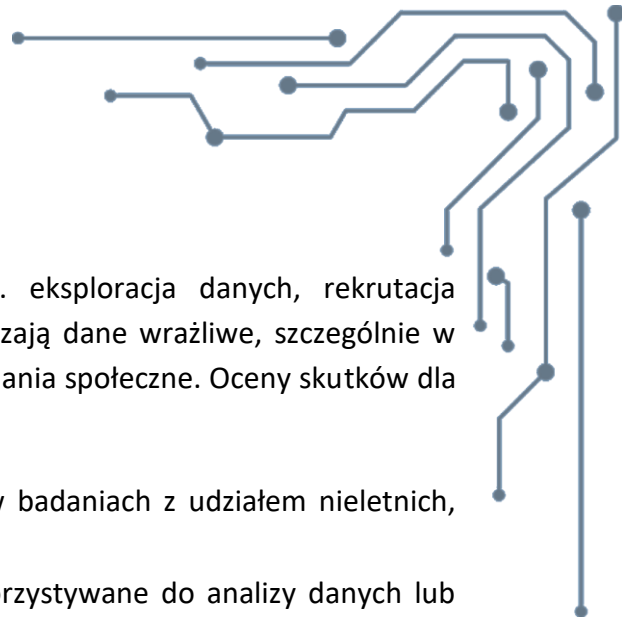 . eksploracja danych, rekrutacja
zają dane wrażliwe, szczególnie w
ania społeczne. Oceny skutków dla
badaniach z udziałem nieletnich,
rzystywane do analizy danych lub